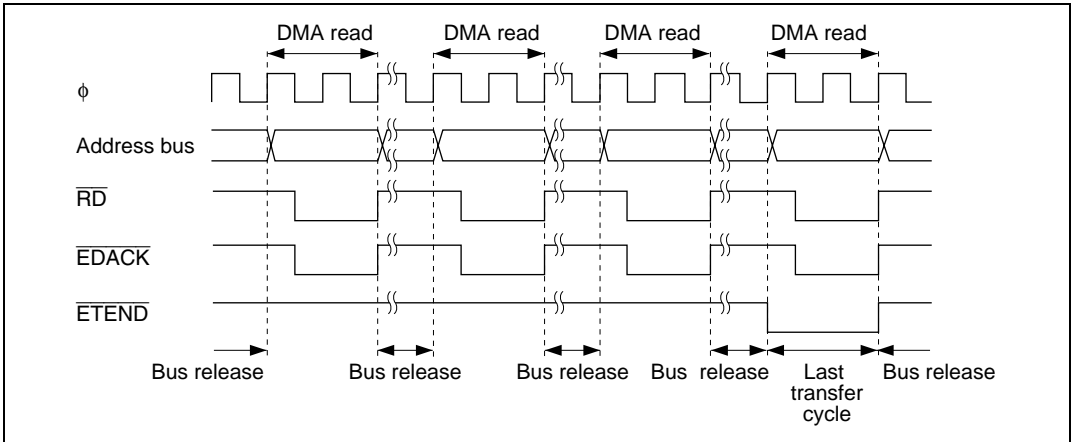 DMA read DMA read DMA read DMA read
φ
Address bus
RD
EDACK
ETEND
Bus release Bus release Bus release Bus release Last transfer cycle Bus release